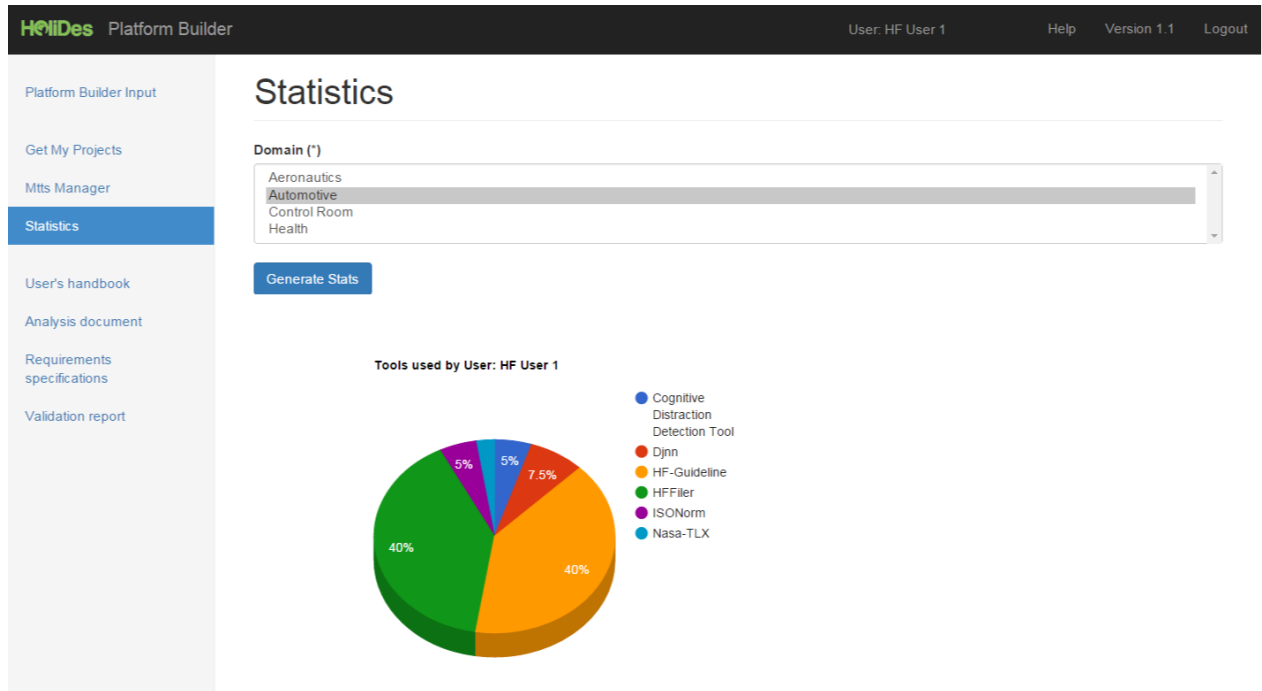 HoliDes Platform Builder
User: HF User 1
Help
Version 1.1
Logout
Platform Builder Input
Get My Projects
Mtts Manager
Statistics
User's handbook
Analysis document
Requirements
specifications
Validation report
Statistics
Domain (*)
Aeronautics
Automotive
Control Room
Health
Generate Stats
Tools used by User: HF User 1
Cognitive
Distraction
Detection Tool
Djnn
HF-Guideline
HFFiler
ISONorm
Nasa-TLX
5%
5%
7.5%
40%
40%